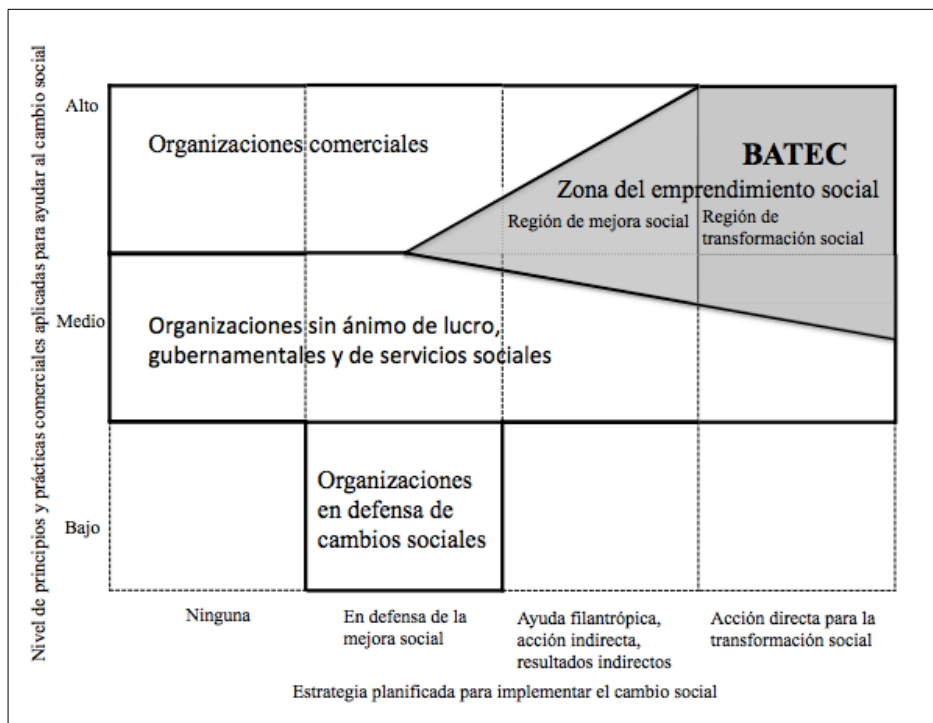 Nivel de principios y prácticas comerciales aplicadas para ayudar al cambio social
Alto
Organizaciones comerciales
BATEC
Zona del emprendimiento social
Región de mejora social
Región de
transformación social
Medio
Organizaciones sin ánimo de lucro,
gubernamentales y de servicios sociales
Bajo
Organizaciones
en defensa de
cambios sociales
Ninguna
En defensa de la
mejora social
Ayuda filantrópica,
acción indirecta,
resultados indirectos
Acción directa para la
transformación social
Estrategia planificada para implementar el cambio social